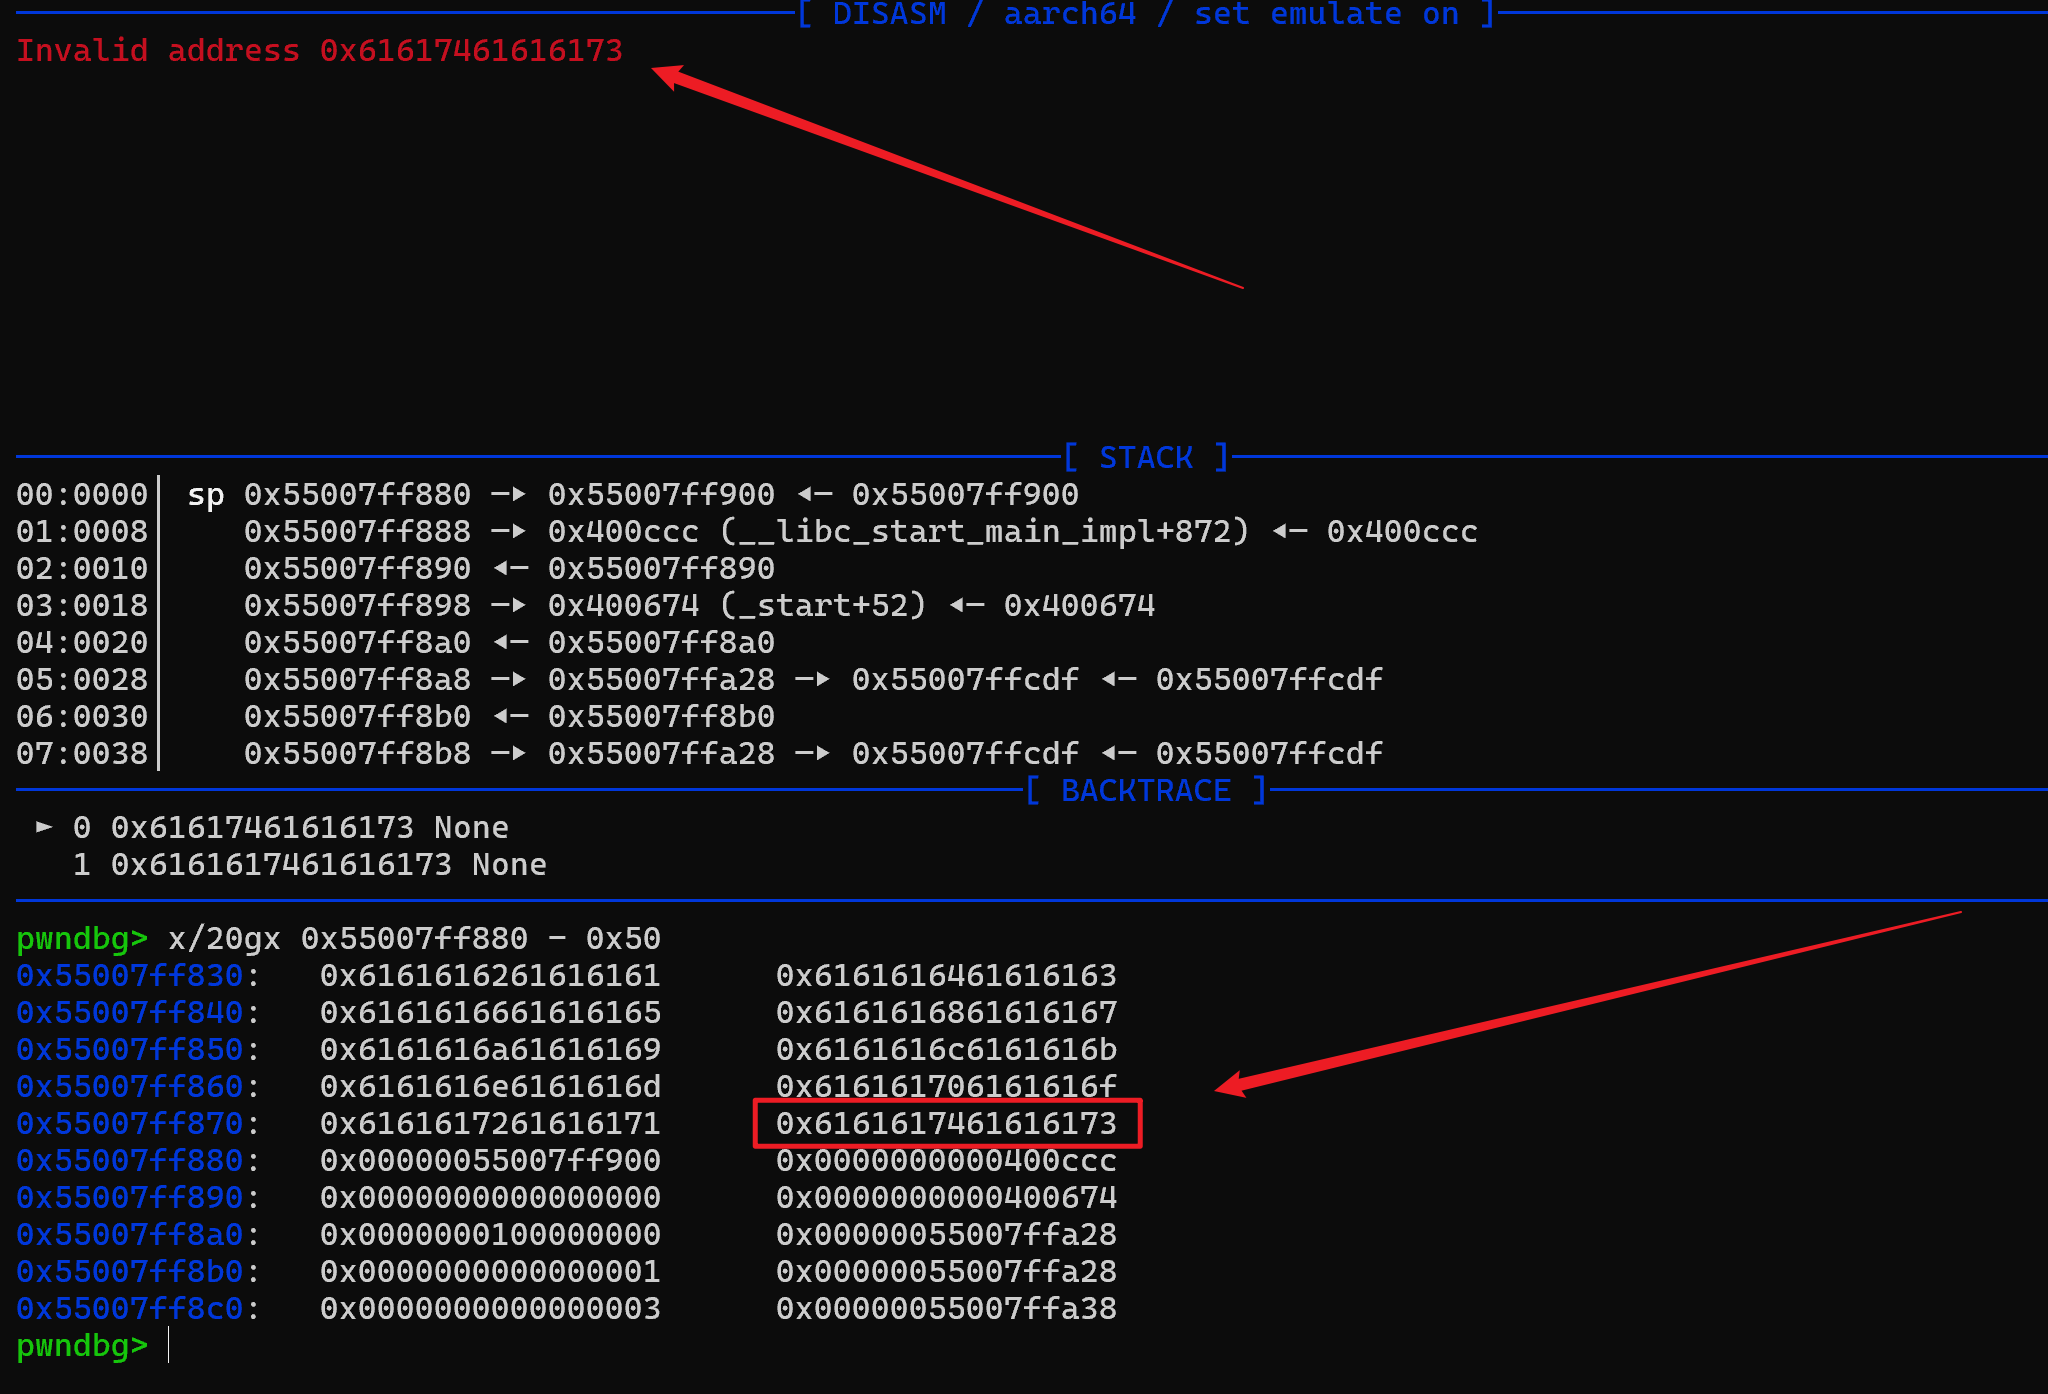 [ DISASM / aarch64 / set emulate on ]
Invalid address 0x61617461616173
[ STACK ]
00:0000│ sp 0x55007ff880 —▸ 0x55007ff900 ◂— 0x55007ff900
01:0008│    0x55007ff888 —▸ 0x400ccc (__libc_start_main_impl+872) ◂— 0x400ccc
02:0010│    0x55007ff890 ◂— 0x55007ff890
03:0018│    0x55007ff898 —▸ 0x400674 (_start+52) ◂— 0x400674
04:0020│    0x55007ff8a0 ◂— 0x55007ff8a0
05:0028│    0x55007ff8a8 —▸ 0x55007ffa28 —▸ 0x55007ffcdf ◂— 0x55007ffcdf
06:0030│    0x55007ff8b0 ◂— 0x55007ff8b0
07:0038│    0x55007ff8b8 —▸ 0x55007ffa28 —▸ 0x55007ffcdf ◂— 0x55007ffcdf
[ BACKTRACE ]
► 0 0x61617461616173 None
  1 0x6161617461616173 None
pwndbg> x/20gx 0x55007ff880 - 0x50
0x55007ff830:   0x6161616261616161      0x6161616461616163
0x55007ff840:   0x6161616661616165      0x6161616861616167
0x55007ff850:   0x6161616a61616169      0x6161616c6161616b
0x55007ff860:   0x6161616e6161616d      0x616161706161616f
0x55007ff870:   0x6161617261616171      0x6161617461616173
0x55007ff880:   0x00000055007ff900      0x0000000000400ccc
0x55007ff890:   0x0000000000000000      0x0000000000400674
0x55007ff8a0:   0x0000000100000000      0x00000055007ffa28
0x55007ff8b0:   0x0000000000000001      0x00000055007ffa28
0x55007ff8c0:   0x0000000000000003      0x00000055007ffa38
pwndbg>